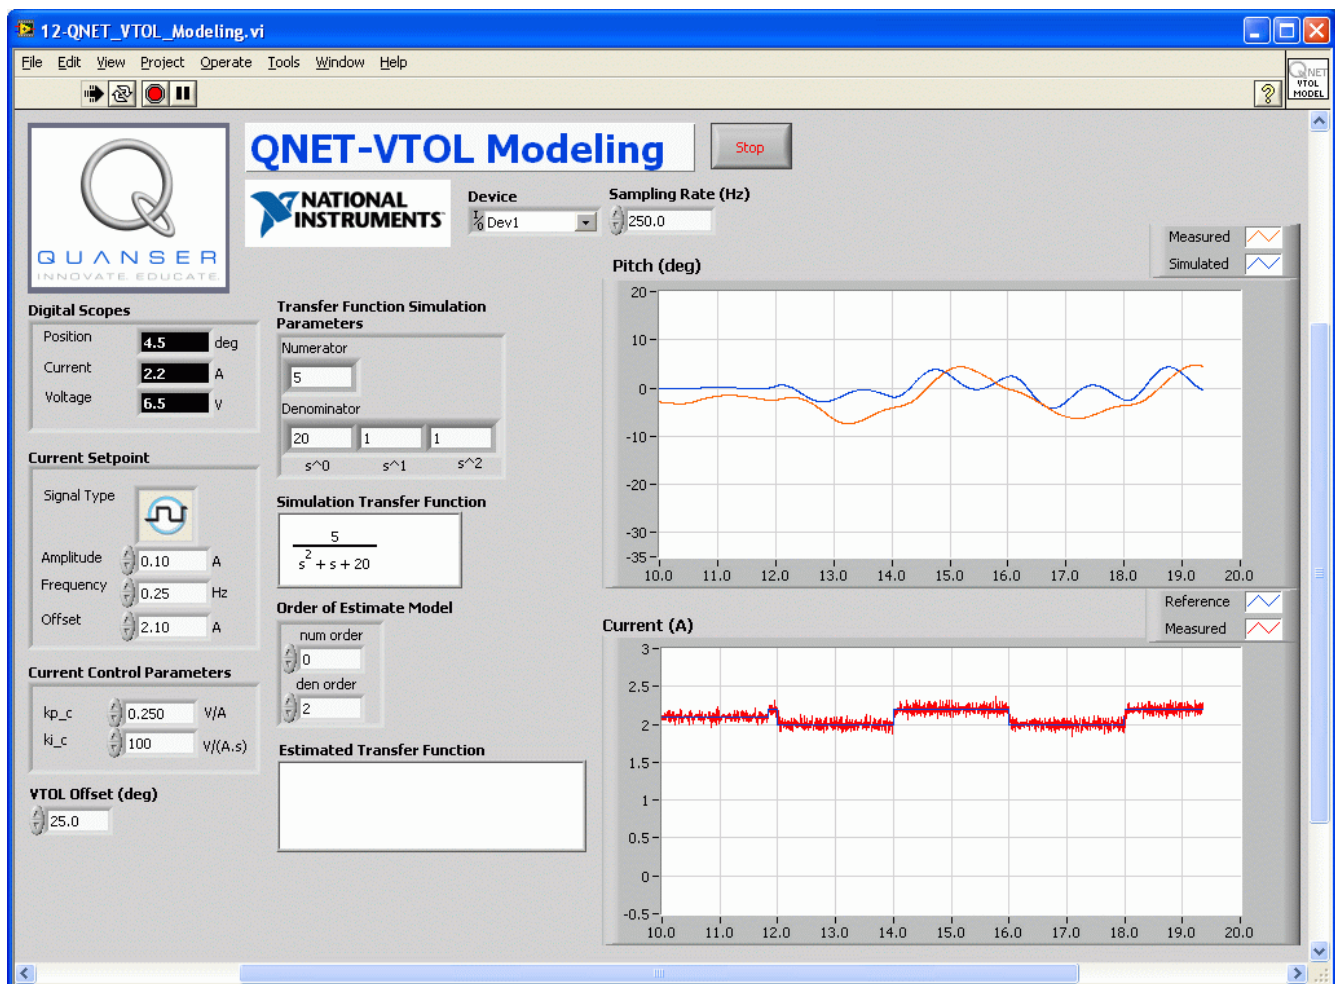 12-QNET_VTOL_Modeling.vi
File Edit View Project Operate Tools Window Help
QNET
VTOL
MODEL
QUANSER
INNOVATE. EDUCATE.
QNET-VTOL Modeling
Stop
NATIONAL
INSTRUMENTS
Device
Dev1
Sampling Rate (Hz)
250.0
Digital Scopes
Position 4.5 deg
Current 2.2 A
Voltage 6.5 V
Current Setpoint
Signal Type
Amplitude 0.10 A
Frequency 0.25 Hz
Offset 2.10 A
Current Control Parameters
kp_c 0.250 V/A
ki_c 100 V/(A.s)
VTOL Offset (deg)
25.0
Transfer Function Simulation
Parameters
Numerator
5
Denominator
20 1 1
s^0 s^1 s^2
Simulation Transfer Function
5
s^2 + s + 20
Order of Estimate Model
num order
0
den order
2
Estimated Transfer Function
Pitch (deg)
Measured
Simulated
20
10
0
-10
-20
-30
-35
10.0 11.0 12.0 13.0 14.0 15.0 16.0 17.0 18.0 19.0 20.0
Current (A)
Reference
Measured
3
2.5
2
1.5
1
0.5
0
-0.5
10.0 11.0 12.0 13.0 14.0 15.0 16.0 17.0 18.0 19.0 20.0